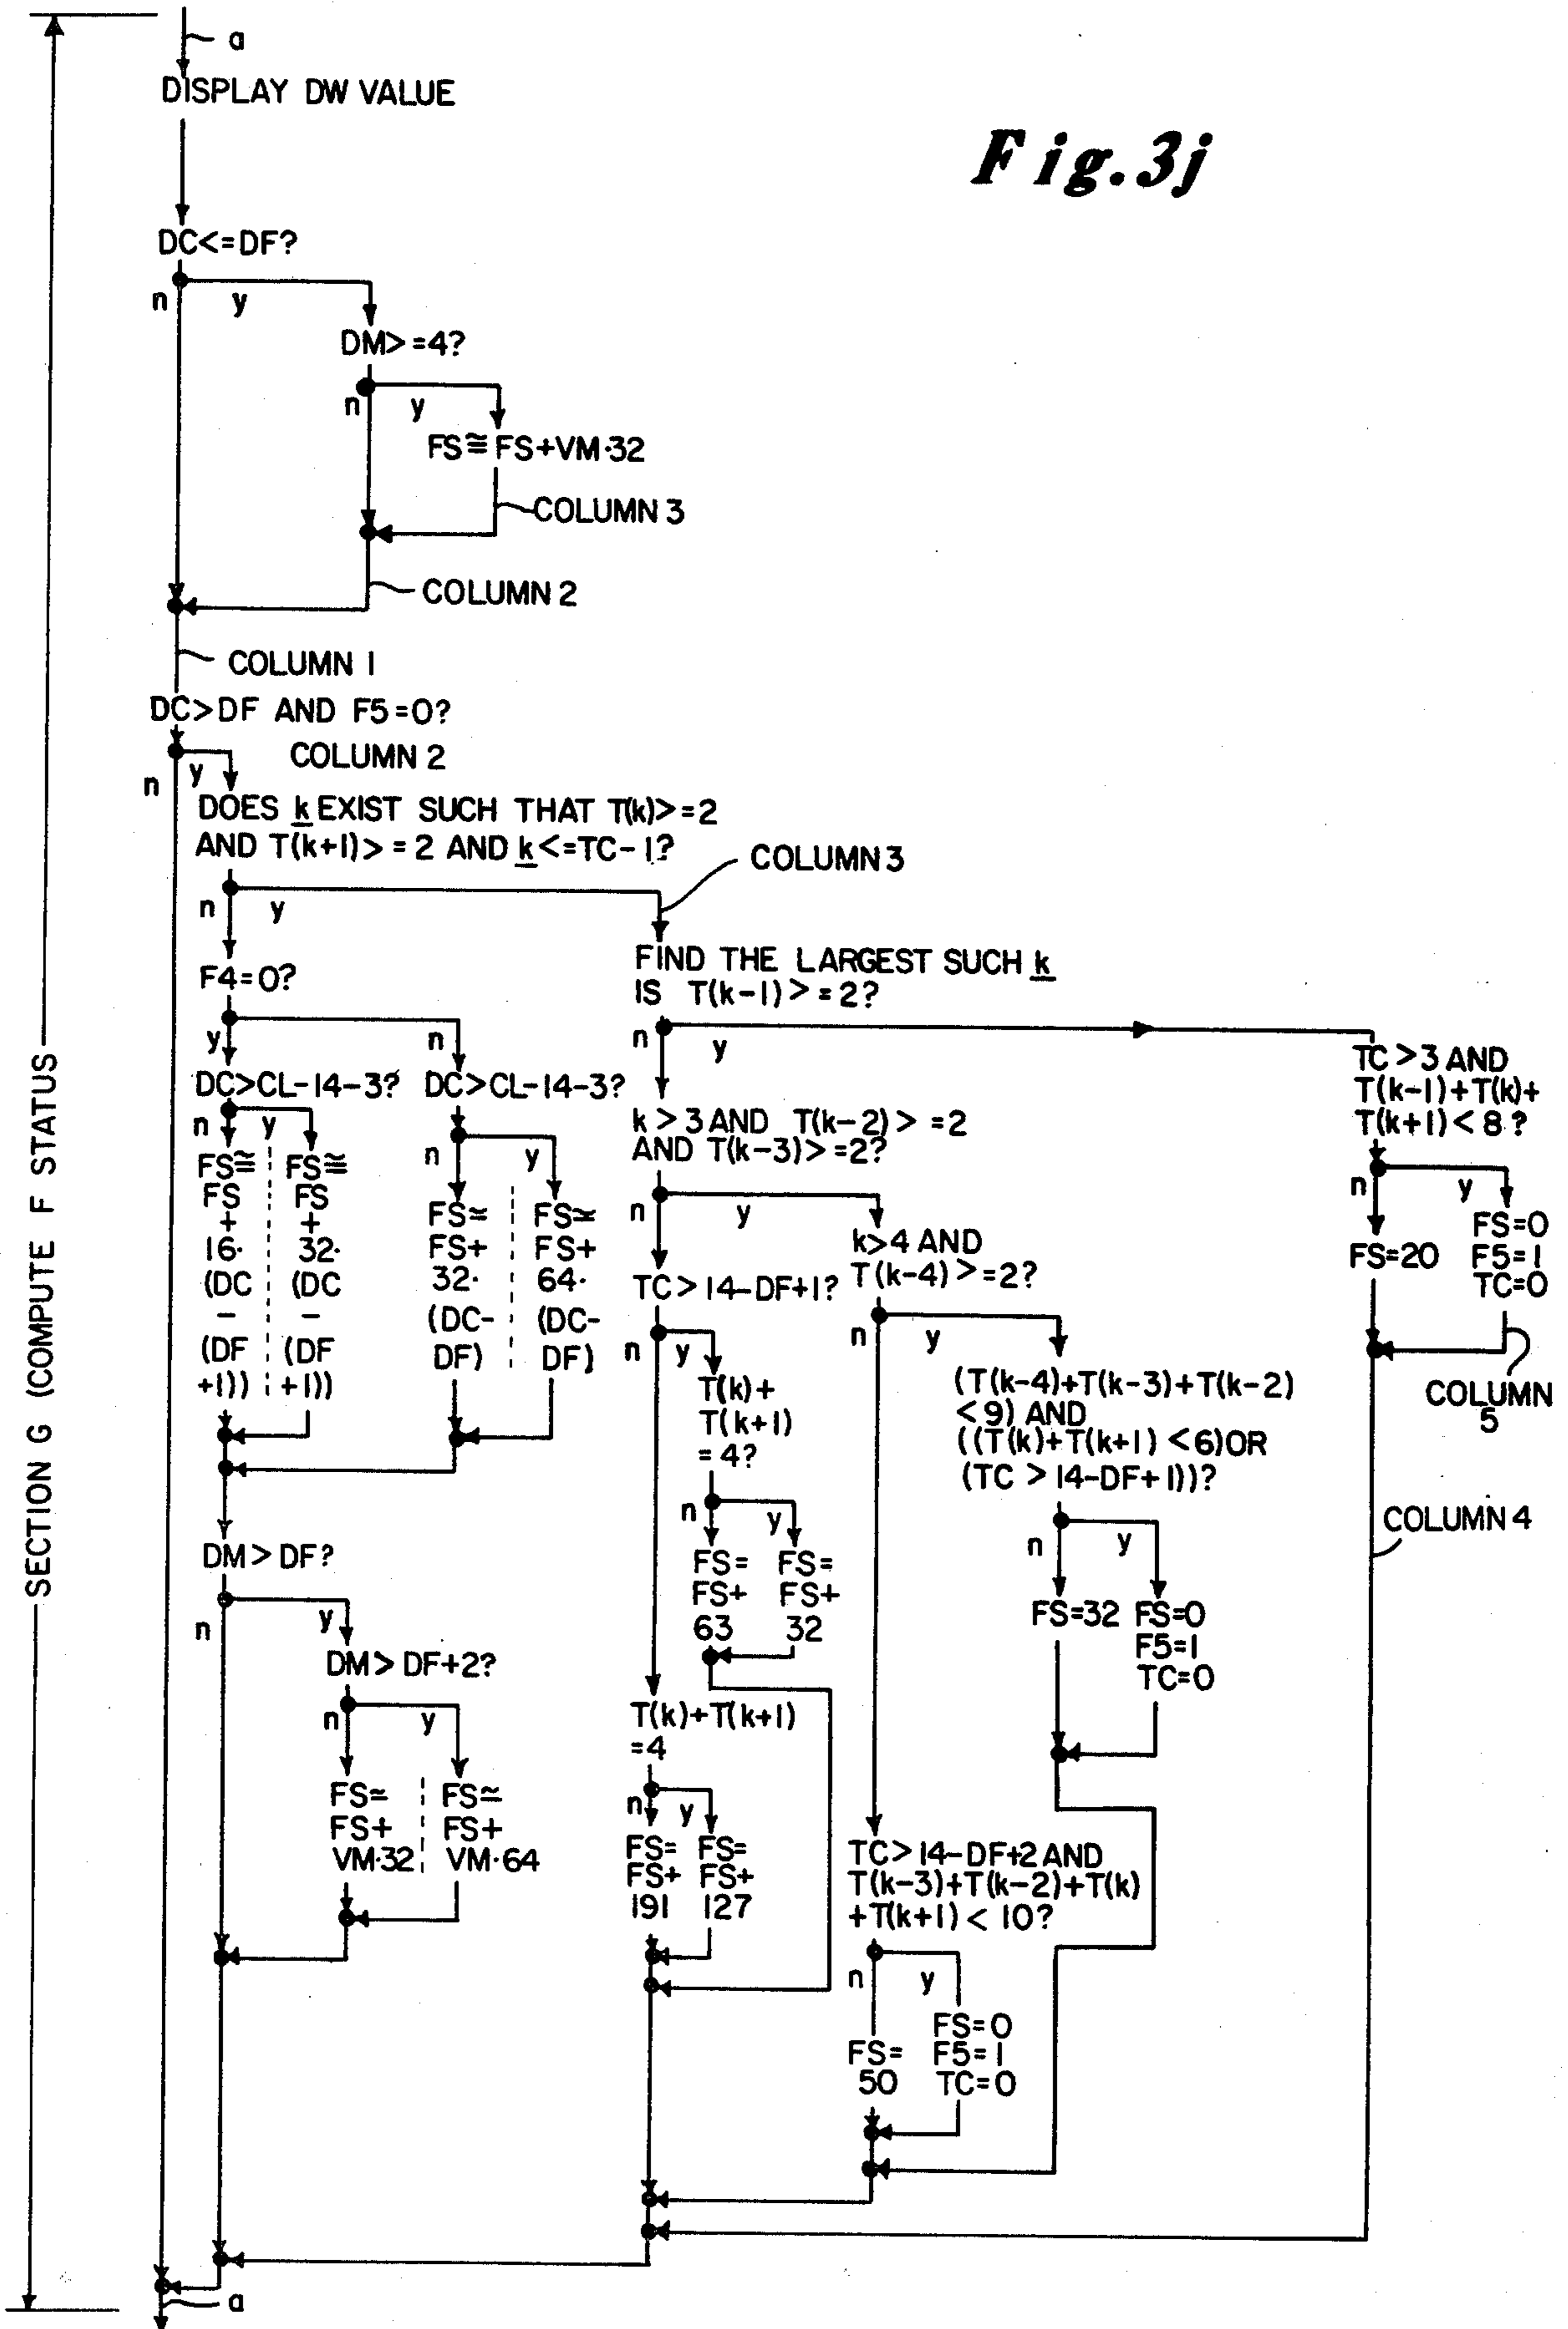 a
DISPLAY DW VALUE
Fig. 3j
DC<=DF?
n
y
DM>=4?
n
y
FS≅FS+VM·32
COLUMN 3
COLUMN 2
COLUMN 1
DC>DF AND F5=0?
n
y
COLUMN 2
DOES k EXIST SUCH THAT T(k)>=2
AND T(k+1)>=2 AND k<=TC-1?
COLUMN 3
n
y
F4=0?
y
n
DC>CL-14-3?
n
y
FS≅
FS
+
16·
(DC
-
(DF
+1))
FS≅
FS
+
32·
(DC
-
(DF
+1))
DC>CL-14-3?
n
y
FS≃
FS+
32·
(DC-
DF)
FS≃
FS+
64·
(DC-
DF)
DM>DF?
n
y
DM>DF+2?
n
y
FS≃
FS+
VM·32
FS≃
FS+
VM·64
FIND THE LARGEST SUCH k
IS T(k-1)>=2?
n
y
k>3 AND T(k-2)>=2
AND T(k-3)>=2?
n
y
TC>14-DF+1?
n
y
T(k)+
T(k+1)
=4?
n
y
FS=
FS+
63
FS=
FS+
32
T(k)+T(k+1)
=4
n
y
FS=
FS+
191
FS=
FS+
127
k>4 AND
T(k-4)>=2?
n
y
(T(k-4)+T(k-3)+T(k-2)
<9) AND
((T(k)+T(k+1)<6)OR
(TC>14-DF+1))?
n
y
FS=32
FS=0
F5=1
TC=0
TC>14-DF+2 AND
T(k-3)+T(k-2)+T(k)
+T(k+1)<10?
n
y
FS=
50
FS=0
F5=1
TC=0
TC>3 AND
T(k-1)+T(k)+
T(k+1)<8?
n
y
FS=20
FS=0
F5=1
TC=0
COLUMN
5
COLUMN 4
a
SECTION G (COMPUTE F STATUS)